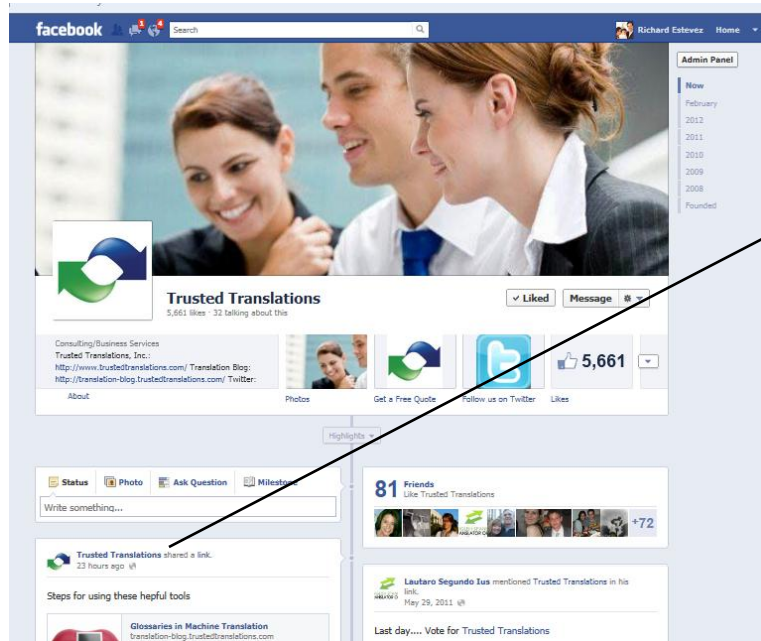 facebook
1
4
Search
Richard Estevez Home
Admin Panel
Now
February
2012
2011
2010
2009
2008
Founded
Trusted Translations
5,661 likes · 32 talking about this
✓ Liked
Message
Consulting/Business Services
Trusted Translations, Inc.:
http://www.trustedtranslations.com/ Translation Blog:
http://translation-blog.trustedtranslations.com/ Twitter:
About
Photos
Get a Free Quote
Follow us on Twitter
5,661
Likes
Highlights
Status
Photo
Ask Question
Milestone
Write something...
Trusted Translations shared a link.
23 hours ago
Steps for using these hepful tools
Glossaries in Machine Translation
translation-blog.trustedtranslations.com
81 Friends
Like Trusted Translations
+72
Lautaro Segundo Ius mentioned Trusted Translations in his
link.
May 29, 2011
Last day.... Vote for Trusted Translations